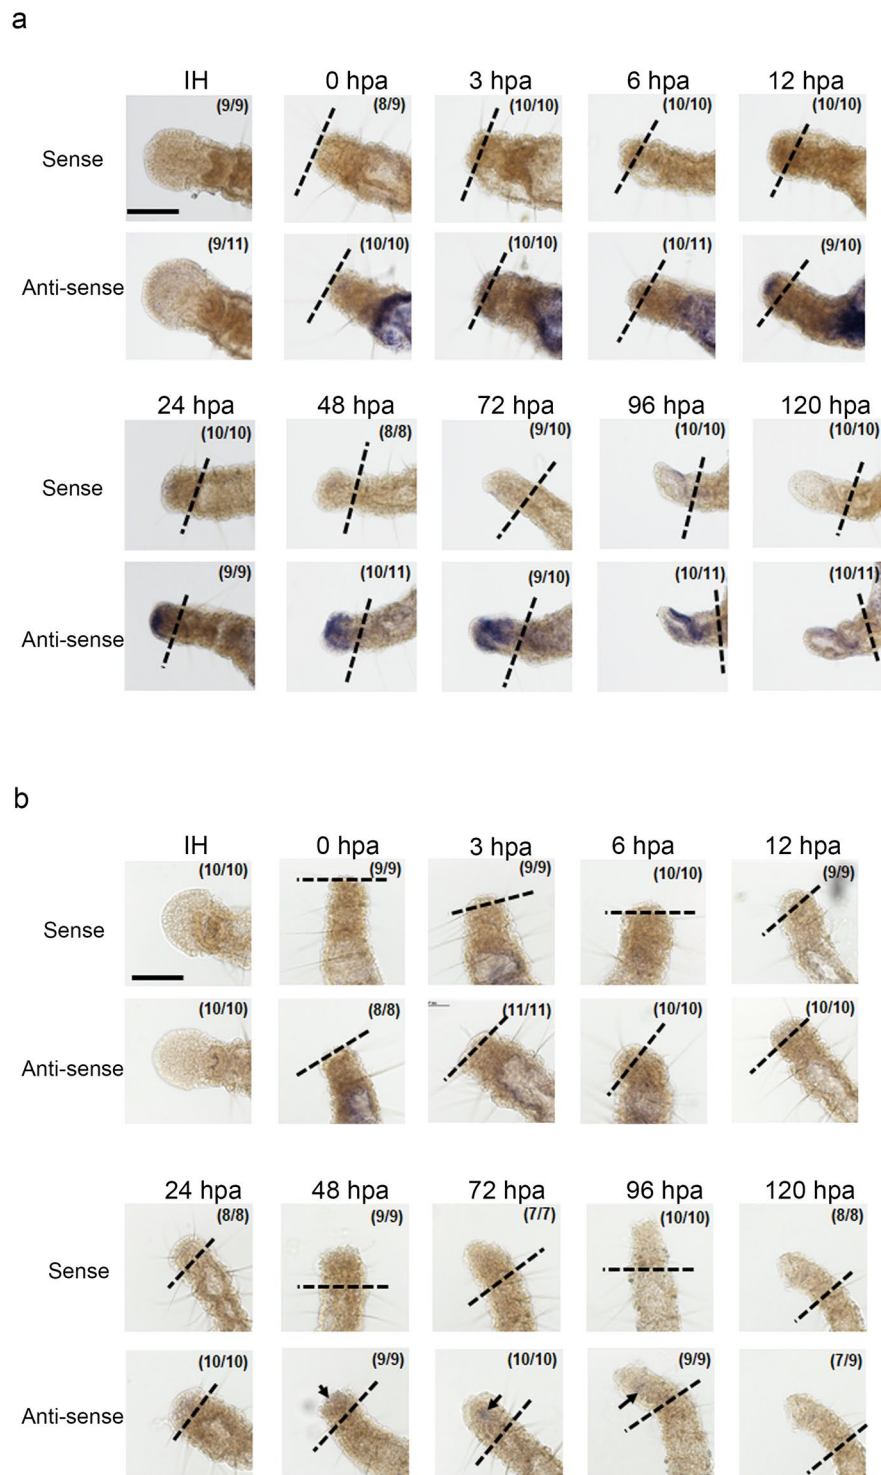 a
IH 0 hpa 3 hpa 6 hpa 12 hpa
Sense (9/9) (8/9) (10/10) (10/10) (10/10)
Anti-sense (9/11) (10/10) (10/10) (10/11) (9/10)
24 hpa 48 hpa 72 hpa 96 hpa 120 hpa
Sense (10/10) (8/8) (9/10) (10/10) (10/10)
Anti-sense (9/9) (10/11) (9/10) (10/11) (10/11)
b
IH 0 hpa 3 hpa 6 hpa 12 hpa
Sense (10/10) (9/9) (9/9) (10/10) (9/9)
Anti-sense (10/10) (8/8) (11/11) (10/10) (10/10)
24 hpa 48 hpa 72 hpa 96 hpa 120 hpa
Sense (8/8) (9/9) (7/7) (10/10) (8/8)
Anti-sense (10/10) (9/9) (10/10) (9/9) (7/9)